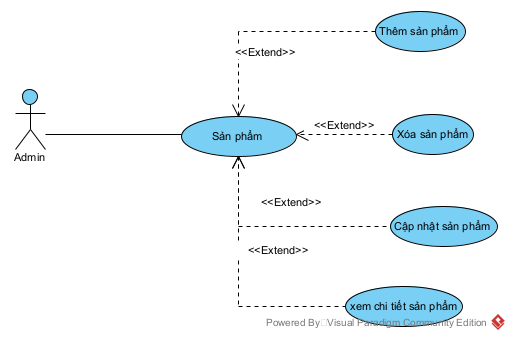 Thêm sản phẩm
<<Extend>>
Admin
Sản phẩm
<<Extend>>
Xóa sản phẩm
<<Extend>>
Cập nhật sản phẩm
<<Extend>>
xem chi tiết sản phẩm
Powered By Visual Paradigm Community Edition